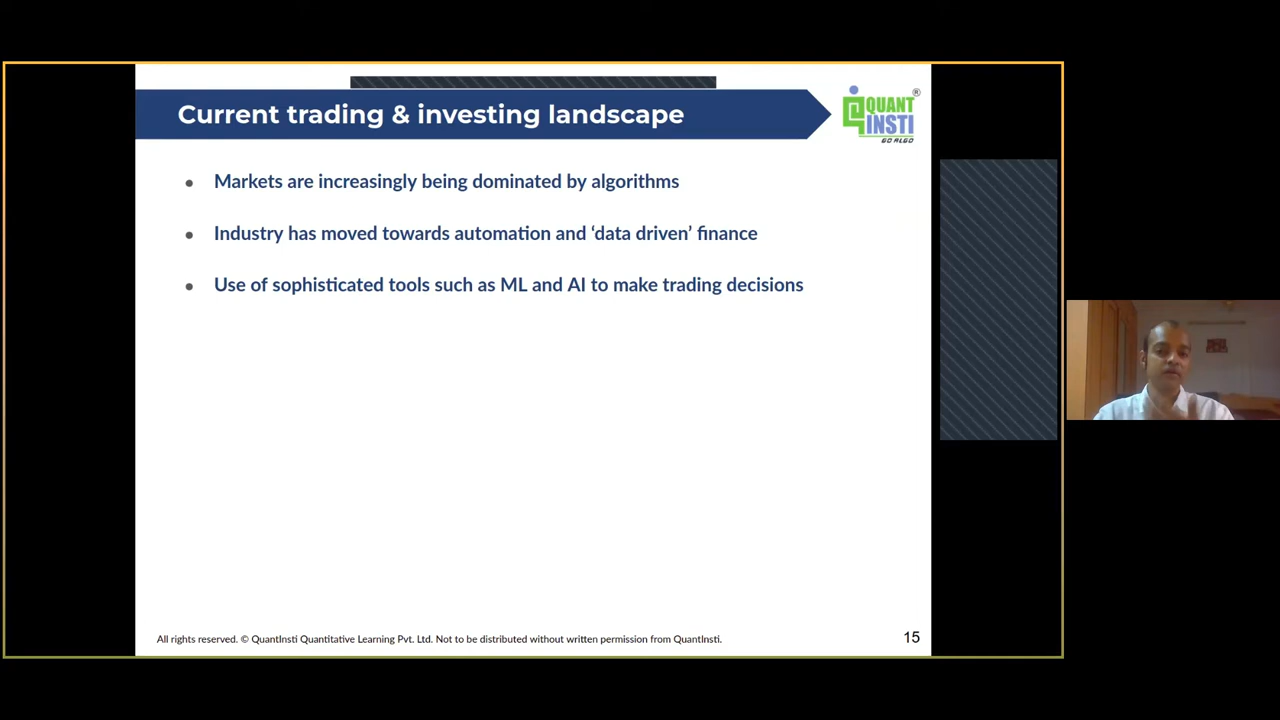 Current trading & investing landscape
QUANT
INSTI
®
GO ALGO
Markets are increasingly being dominated by algorithms
Industry has moved towards automation and ‘data driven’ finance
Use of sophisticated tools such as ML and AI to make trading decisions
All rights reserved. © QuantInsti Quantitative Learning Pvt. Ltd. Not to be distributed without written permission from QuantInsti.
15